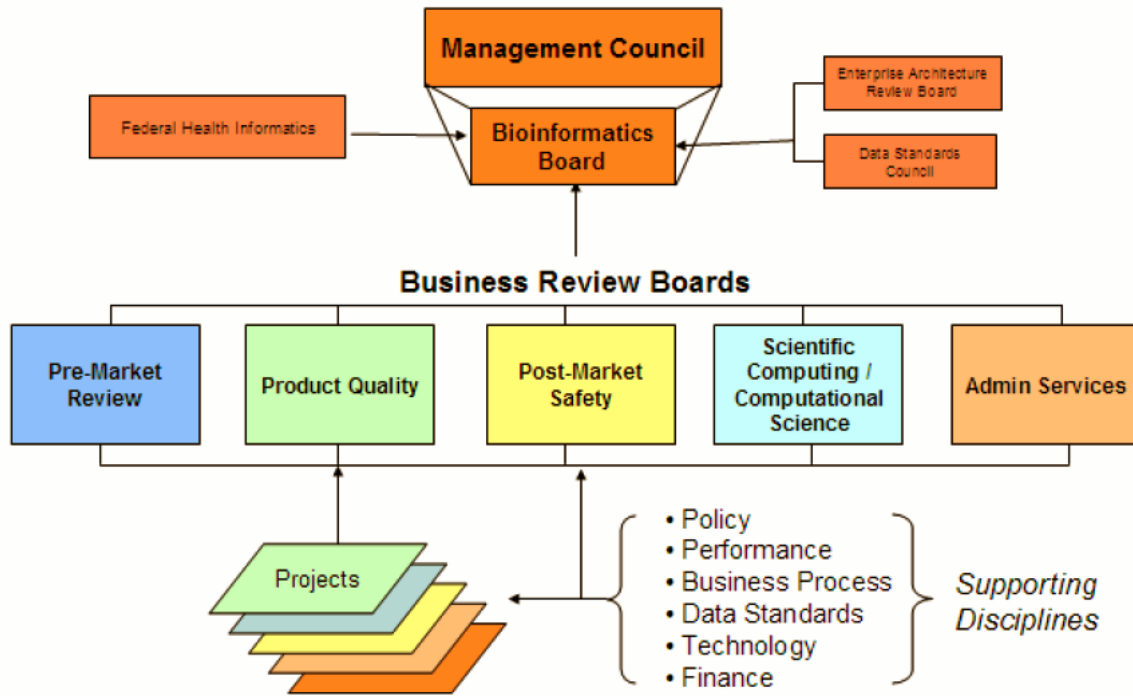 Management Council
Enterprise Architecture
Review Board
Federal Health Informatics
Bioinformatics
Board
Data Standards
Council
Business Review Boards
Pre-Market
Review
Product Quality
Post-Market
Safety
Scientific
Computing /
Computational
Science
Admin Services
Projects
• Policy
• Performance
• Business Process
• Data Standards
• Technology
• Finance
Supporting
Disciplines